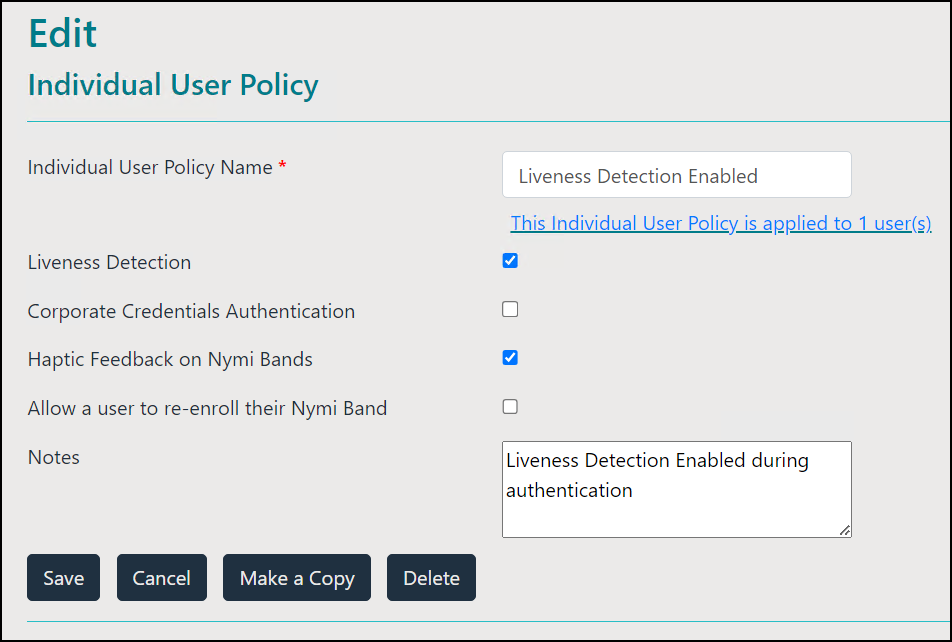 Edit
Individual User Policy
Individual User Policy Name *
Liveness Detection Enabled
This Individual User Policy is applied to 1 user(s)
Liveness Detection
Corporate Credentials Authentication
Haptic Feedback on Nymi Bands
Allow a user to re-enroll their Nymi Band
Notes
Liveness Detection Enabled during
authentication
Save
Cancel
Make a Copy
Delete